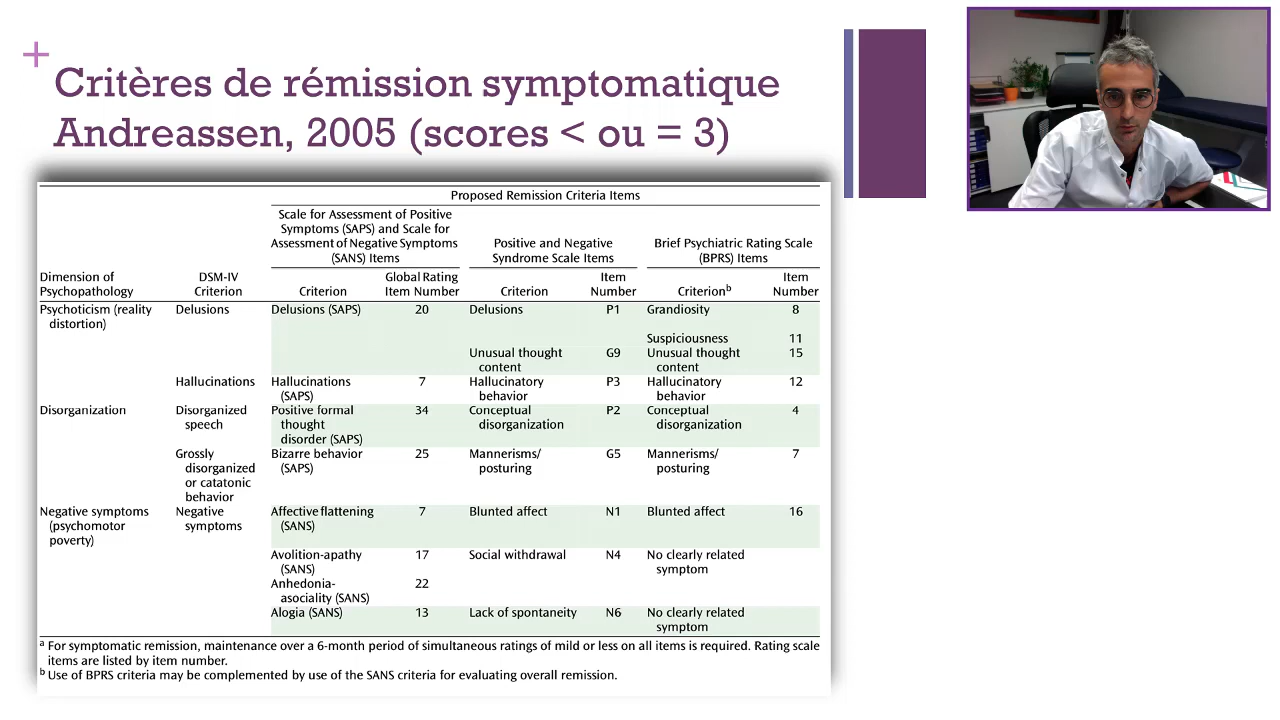 +
Critères de rémission symptomatique
Andreassen, 2005 (scores < ou = 3)
Proposed Remission Criteria Items
Scale for Assessment of Positive
Symptoms (SAPS) and Scale for
Assessment of Negative Symptoms
(SANS) Items
Positive and Negative
Syndrome Scale Items
Brief Psychiatric Rating Scale
(BPRS) Items
Dimension of
Psychopathology
DSM-IV
Criterion
Criterion
Global Rating
Item Number
Criterion
Item
Number
Criterionb
Item
Number
Psychoticism (reality
distortion)
Delusions
Delusions (SAPS)
20
Delusions
P1
Grandiosity
8
Suspiciousness
11
Unusual thought
content
G9
Unusual thought
content
15
Hallucinations
Hallucinations
(SAPS)
7
Hallucinatory
behavior
P3
Hallucinatory
behavior
12
Disorganization
Disorganized
speech
Positive formal
thought
disorder (SAPS)
34
Conceptual
disorganization
P2
Conceptual
disorganization
4
Grossly
disorganized
or catatonic
behavior
Bizarre behavior
(SAPS)
25
Mannerisms/
posturing
G5
Mannerisms/
posturing
7
Negative symptoms
(psychomotor
poverty)
Negative
symptoms
Affective flattening
(SANS)
7
Blunted affect
N1
Blunted affect
16
Avolition-apathy
(SANS)
17
Social withdrawal
N4
No clearly related
symptom
Anhedonia-
asociality (SANS)
22
Alogia (SANS)
13
Lack of spontaneity
N6
No clearly related
symptom
a For symptomatic remission, maintenance over a 6-month period of simultaneous ratings of mild or less on all items is required. Rating scale
items are listed by item number.
b Use of BPRS criteria may be complemented by use of the SANS criteria for evaluating overall remission.